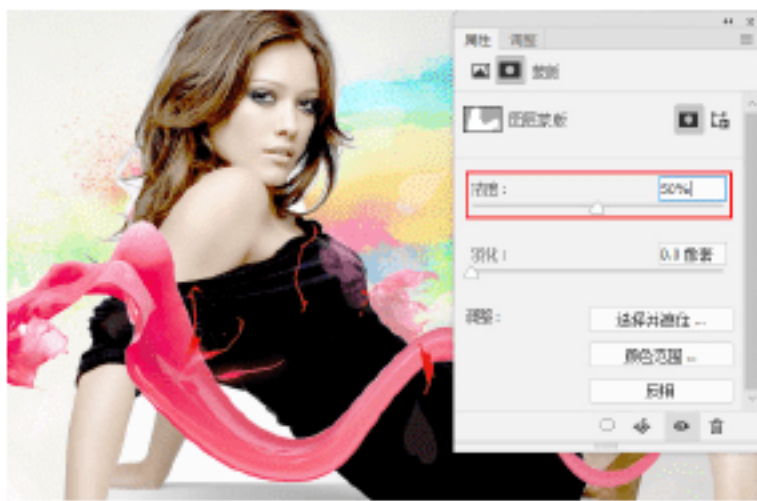 属性 调整
蒙版
图层蒙版
浓度： 50%
羽化： 0.0 像素
调整： 选择并遮住 ...
颜色范围 ...
反相